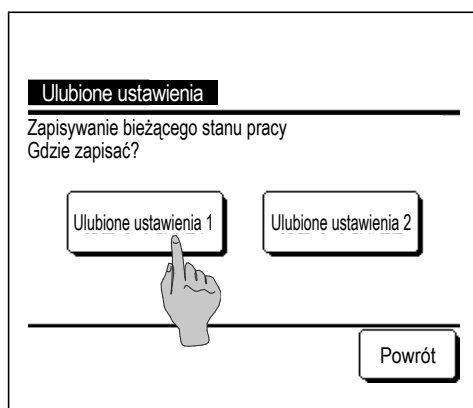 Ulubione ustawienia
Zapisywanie bieżącego stanu pracy
Gdzie zapisać?
Ulubione ustawienia 1
Ulubione ustawienia 2
Powrót